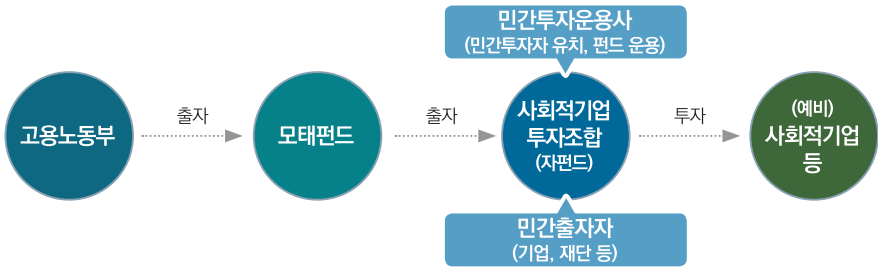 민간투자운용사
(민간투자자 유치, 펀드 운용)
고용노동부
출자
모태펀드
출자
사회적기업
투자조합
(자펀드)
투자
(예비)
사회적기업
등
민간출자자
(기업, 재단 등)